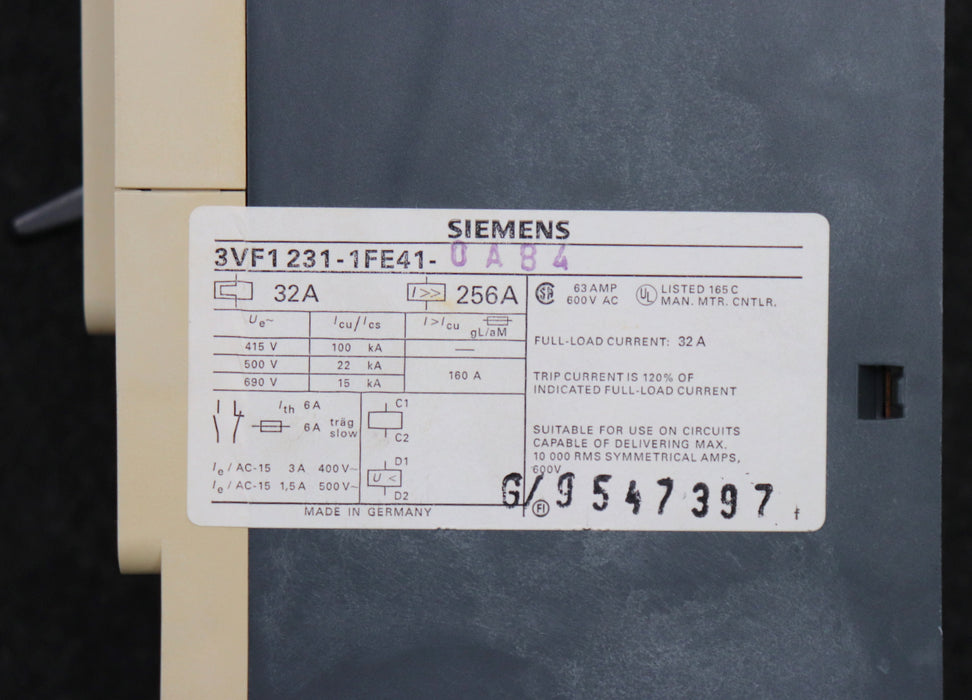 SIEMENS
3VF1231-1FE41-0A84
32A I>> 256A
Ue~ Icu/Ics I>Icu gL/aM
415 V 100 kA —
500 V 22 kA
690 V 15 kA
160 A
Ith 6A
6A träg
slow
Ie/AC-15 3A 400V~
Ie/AC-15 1,5A 500V~
C1
C2
D1
U<
D2
MADE IN GERMANY
SA 63 AMP
600V AC
UL LISTED 165C
MAN. MTR. CNTLR.
FULL-LOAD CURRENT: 32A
TRIP CURRENT IS 120% OF
INDICATED FULL-LOAD CURRENT
SUITABLE FOR USE ON CIRCUITS
CAPABLE OF DELIVERING MAX.
10 000 RMS SYMMETRICAL AMPS,
600V
G/9547397
FI